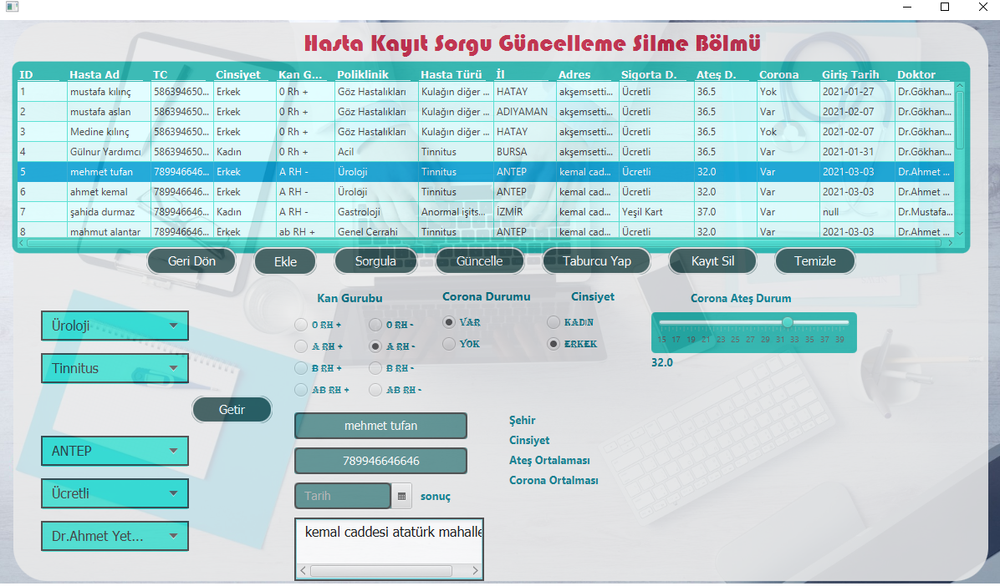 Hasta Kayıt Sorgu Güncelleme Silme Bölmü
ID Hasta Ad TC Cinsiyet Kan G... Poliklinik Hasta Türü İl Adres Sigorta D. Ateş D. Corona Giriş Tarih Doktor
1 mustafa kılınç 586394650... Erkek 0 Rh + Göz Hastalıkları Kulağın diğer ... HATAY akşemsetti... Ücretli 36.5 Yok 2021-01-27 Dr.Gökhan...
2 mustafa aslan 586394650... Erkek 0 Rh + Göz Hastalıkları Kulağın diğer ... ADIYAMAN akşemsetti... Ücretli 36.5 Var 2021-02-07 Dr.Gökhan...
3 Medine kılınç 586394650... Erkek 0 Rh + Göz Hastalıkları Kulağın diğer ... HATAY akşemsetti... Ücretli 36.5 Yok 2021-02-07 Dr.Gökhan...
4 Gülnur Yardımcı 586394650... Kadın 0 Rh + Acil Tinnitus BURSA akşemsetti... Ücretli 36.5 Var 2021-01-31 Dr.Gökhan...
5 mehmet tufan 789946646... Erkek A RH - Üroloji Tinnitus ANTEP kemal cad... Ücretli 32.0 Var 2021-03-03 Dr.Ahmet ...
6 ahmet kemal 789946646... Erkek A RH - Üroloji Tinnitus ANTEP kemal cad... Ücretli 32.0 Var 2021-03-03 Dr.Ahmet ...
7 şahida durmaz 789946646... Kadın A RH - Gastroloji Anormal işits... İZMİR kemal cad... Yeşil Kart 37.0 Var null Dr.Mustafa...
8 mahmut alantar 789946646... Erkek ab RH + Genel Cerrahi Tinnitus ANTEP kemal cad... Ücretli 32.0 Var 2021-03-03 Dr.Ahmet ...
Geri Dön Ekle Sorgula Güncelle Taburcu Yap Kayıt Sil Temizle
Kan Gurubu Corona Durumu Cinsiyet Corona Ateş Durum
Üroloji
0 RH + 0 RH - VAR KADIN
A RH + A RH - YOK ERKEK
15 17 19 21 23 25 27 29 31 33 35 37 39
32.0
Tinnitus
B RH + B RH -
AB RH + AB RH -
Getir
mehmet tufan
Şehir
Cinsiyet
ANTEP
789946646646
Ateş Ortalaması
Corona Ortalması
Ücretli
Tarih sonuç
Dr.Ahmet Yet...
kemal caddesi atatürk mahalle